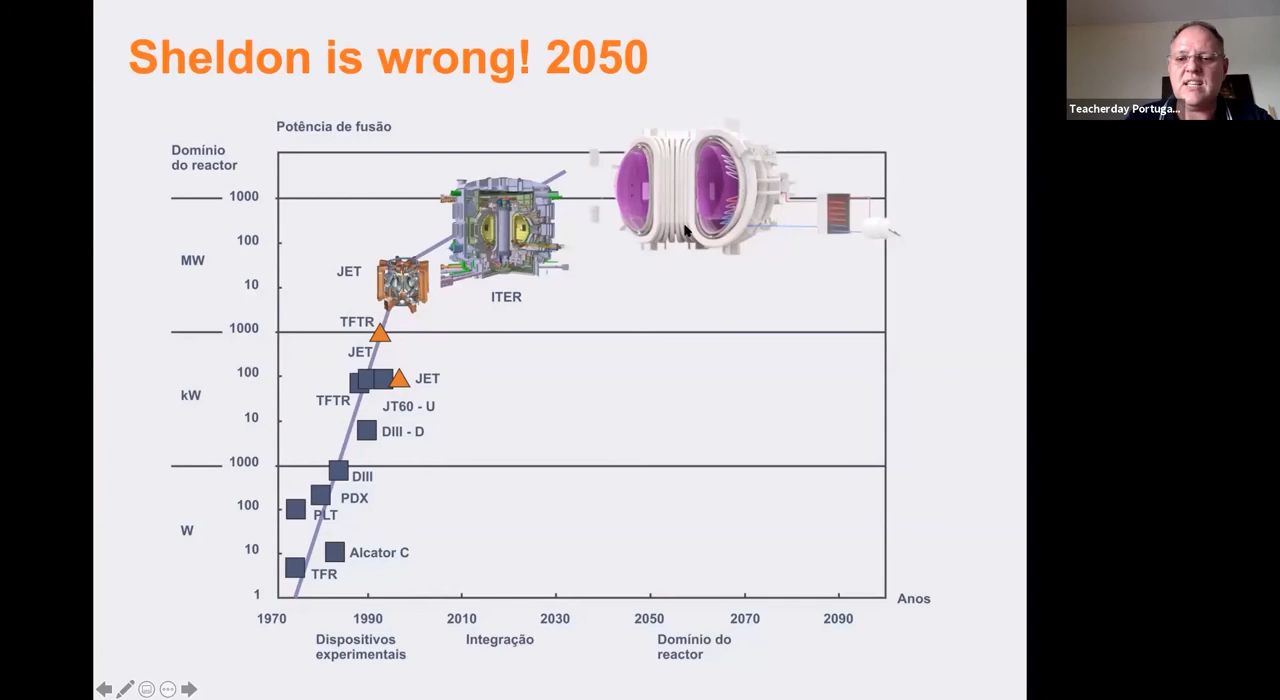 Sheldon is wrong! 2050
Teacherday Portuga...
Potência de fusão
Domínio
do reactor
1000
100
MW
10
JET
ITER
TFTR
1000
JET
100
JET
kW
TFTR
JT60 - U
10
DIII - D
1000
DIII
PDX
100
PLT
W
10
Alcator C
TFR
1
Anos
1970
1990
2010
2030
2050
2070
2090
Dispositivos
experimentais
Integração
Domínio do
reactor